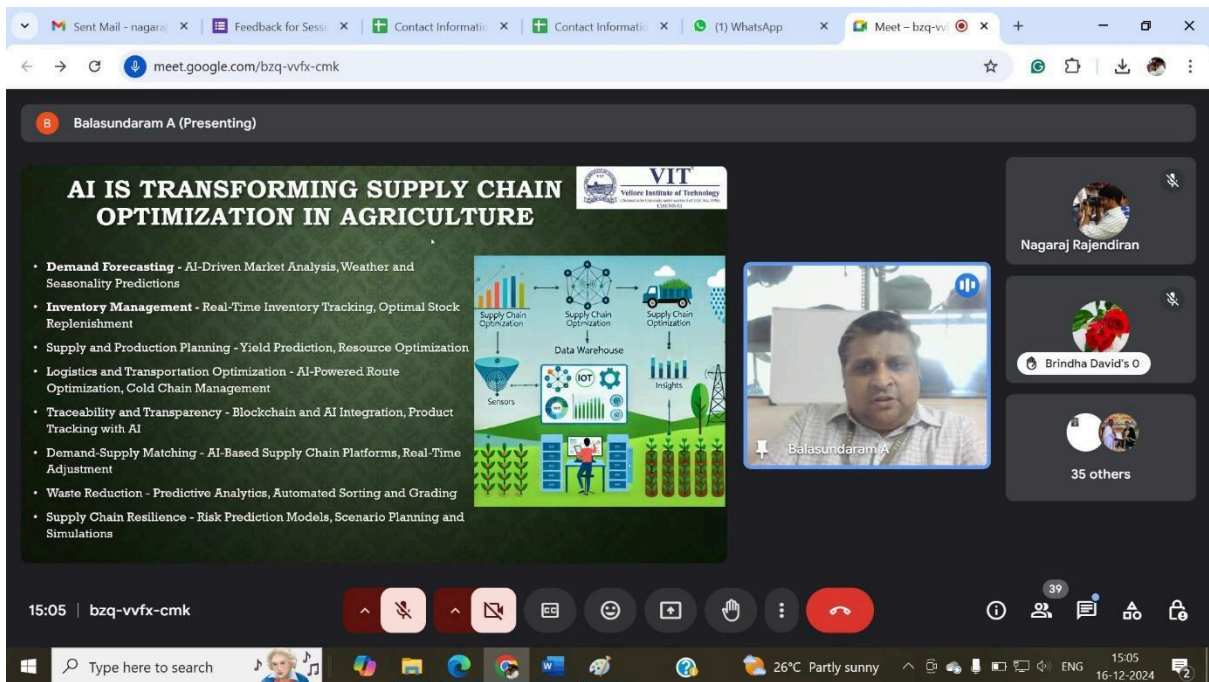 Sent Mail - nagara
Feedback for Sessi
Contact Informatic
Contact Informatic
(1) WhatsApp
Meet – bzq-vv
meet.google.com/bzq-vvfx-cmk
B
Balasundaram A (Presenting)
AI IS TRANSFORMING SUPPLY CHAIN
OPTIMIZATION IN AGRICULTURE
VIT
Vellore Institute of Technology
CHENNAI
• Demand Forecasting - AI-Driven Market Analysis, Weather and
Seasonality Predictions
• Inventory Management - Real-Time Inventory Tracking, Optimal Stock
Replenishment
• Supply and Production Planning - Yield Prediction, Resource Optimization
• Logistics and Transportation Optimization - AI-Powered Route
Optimization, Cold Chain Management
• Traceability and Transparency - Blockchain and AI Integration, Product
Tracking with AI
• Demand-Supply Matching - AI-Based Supply Chain Platforms, Real-Time
Adjustment
• Waste Reduction - Predictive Analytics, Automated Sorting and Grading
• Supply Chain Resilience - Risk Prediction Models, Scenario Planning and
Simulations
Supply Chain
Optimization
Supply Chain
Optimization
Supply Chain
Optimization
Data Warehouse
Sensors
IOT
Insights
Balasundaram A
Nagaraj Rajendiran
Brindha David's 0
35 others
15:05 | bzq-vvfx-cmk
CC
39
Type here to search
26°C Partly sunny
ENG
15:05
16-12-2024
2